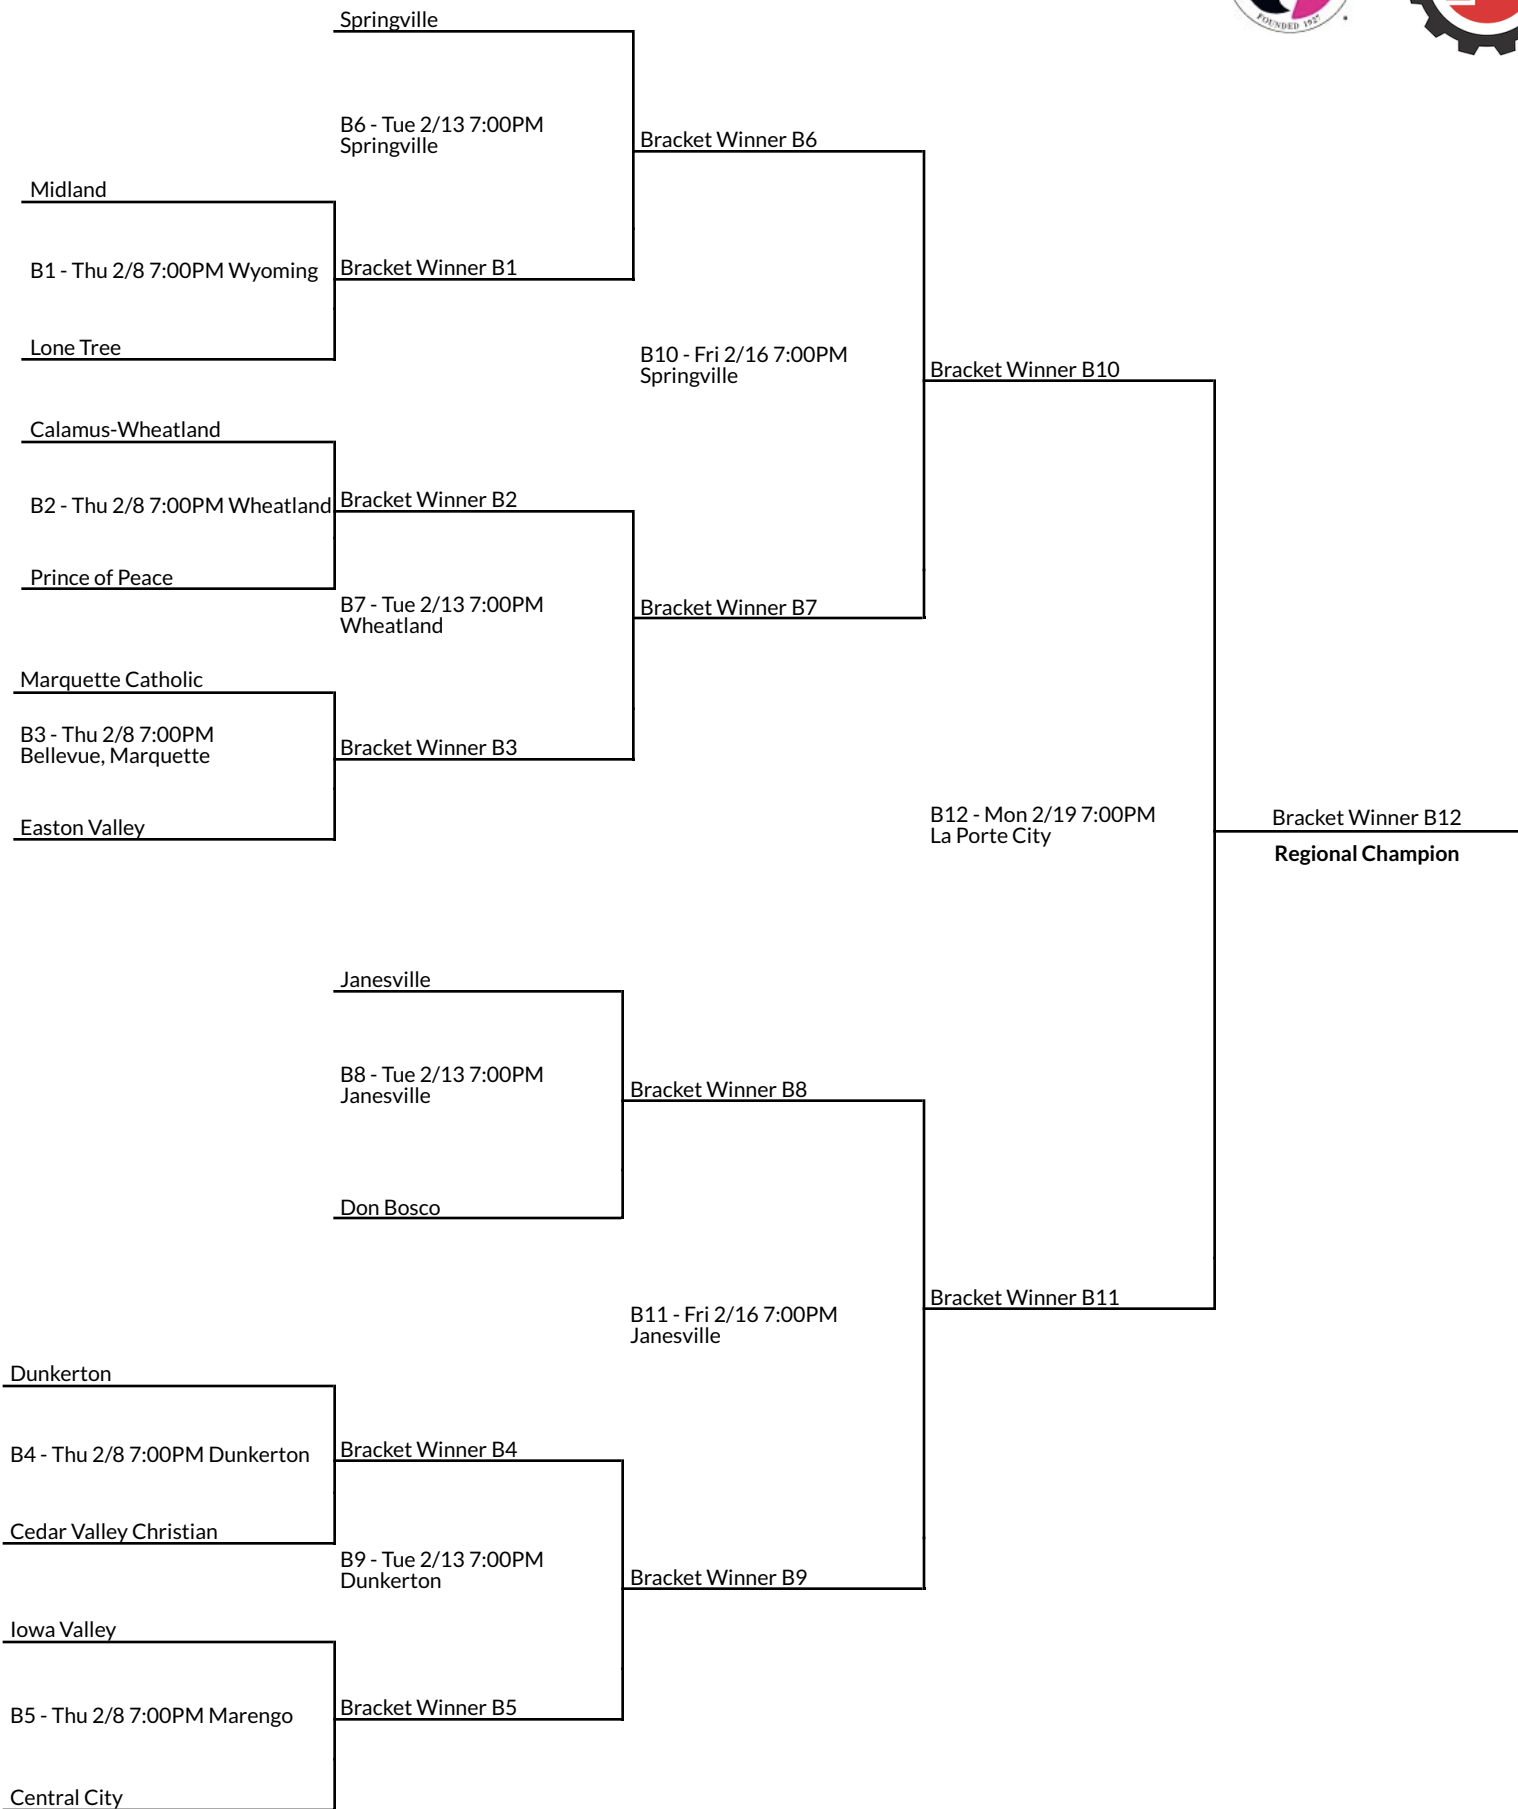 FOUNDED 1927
Springville
B6 - Tue 2/13 7:00PM
Springville
Bracket Winner B6
Midland
B1 - Thu 2/8 7:00PM Wyoming
Bracket Winner B1
Lone Tree
B10 - Fri 2/16 7:00PM
Springville
Bracket Winner B10
Calamus-Wheatland
B2 - Thu 2/8 7:00PM Wheatland
Bracket Winner B2
Prince of Peace
B7 - Tue 2/13 7:00PM
Wheatland
Bracket Winner B7
Marquette Catholic
B3 - Thu 2/8 7:00PM
Bellevue, Marquette
Bracket Winner B3
Easton Valley
B12 - Mon 2/19 7:00PM
La Porte City
Bracket Winner B12
Regional Champion
Janesville
B8 - Tue 2/13 7:00PM
Janesville
Bracket Winner B8
Don Bosco
B11 - Fri 2/16 7:00PM
Janesville
Bracket Winner B11
Dunkerton
B4 - Thu 2/8 7:00PM Dunkerton
Bracket Winner B4
Cedar Valley Christian
B9 - Tue 2/13 7:00PM
Dunkerton
Bracket Winner B9
Iowa Valley
B5 - Thu 2/8 7:00PM Marengo
Bracket Winner B5
Central City